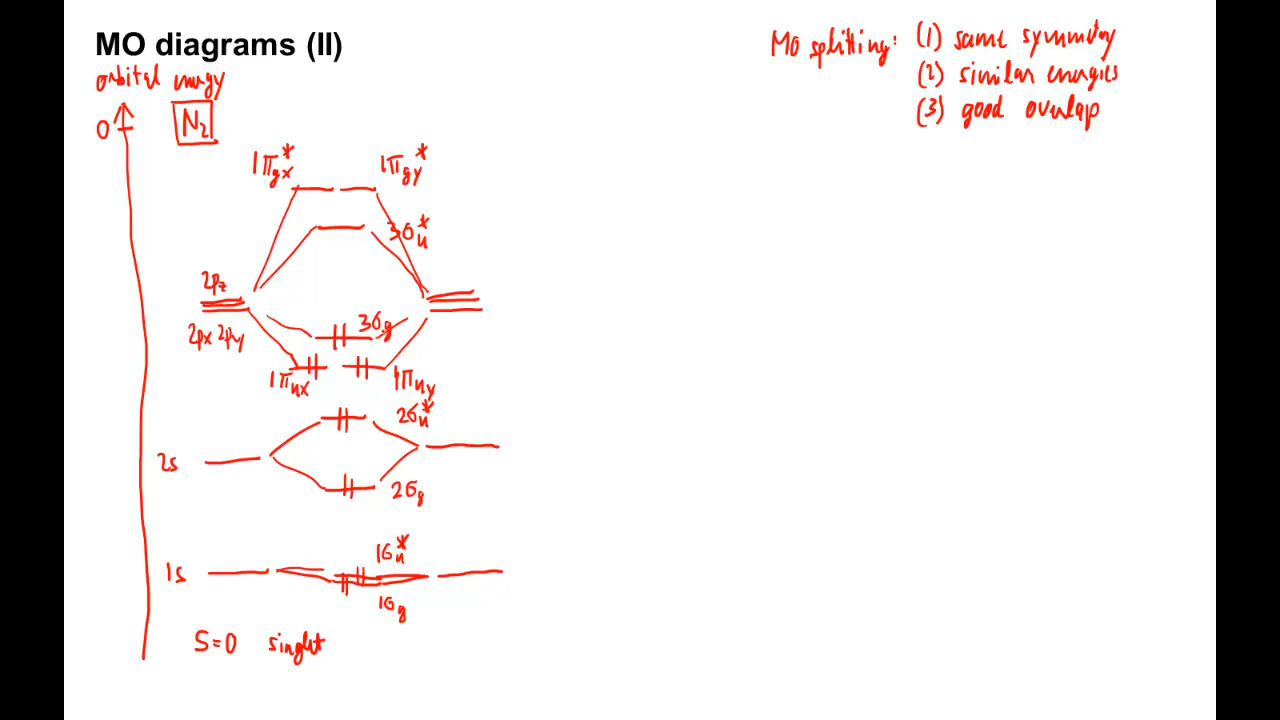 MO diagrams (II)
orbital energy
0
N2
MO splitting: (1) same symmetry
(2) similar energies
(3) good overlap
1πgx* 1πgy*
3σu*
2pz
3σg
2px 2py
1πux 1πuy
2σu*
2s
2σg
1σu*
1s
1σg
S=0 singlet